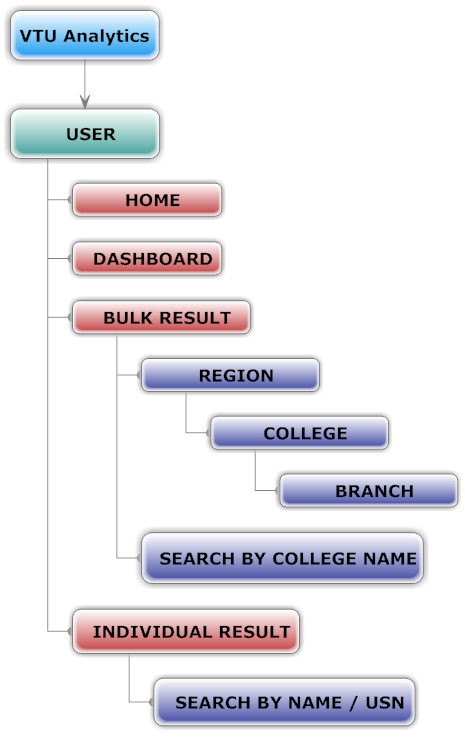 VTU Analytics
USER
HOME
DASHBOARD
BULK RESULT
REGION
COLLEGE
BRANCH
SEARCH BY COLLEGE NAME
INDIVIDUAL RESULT
SEARCH BY NAME / USN